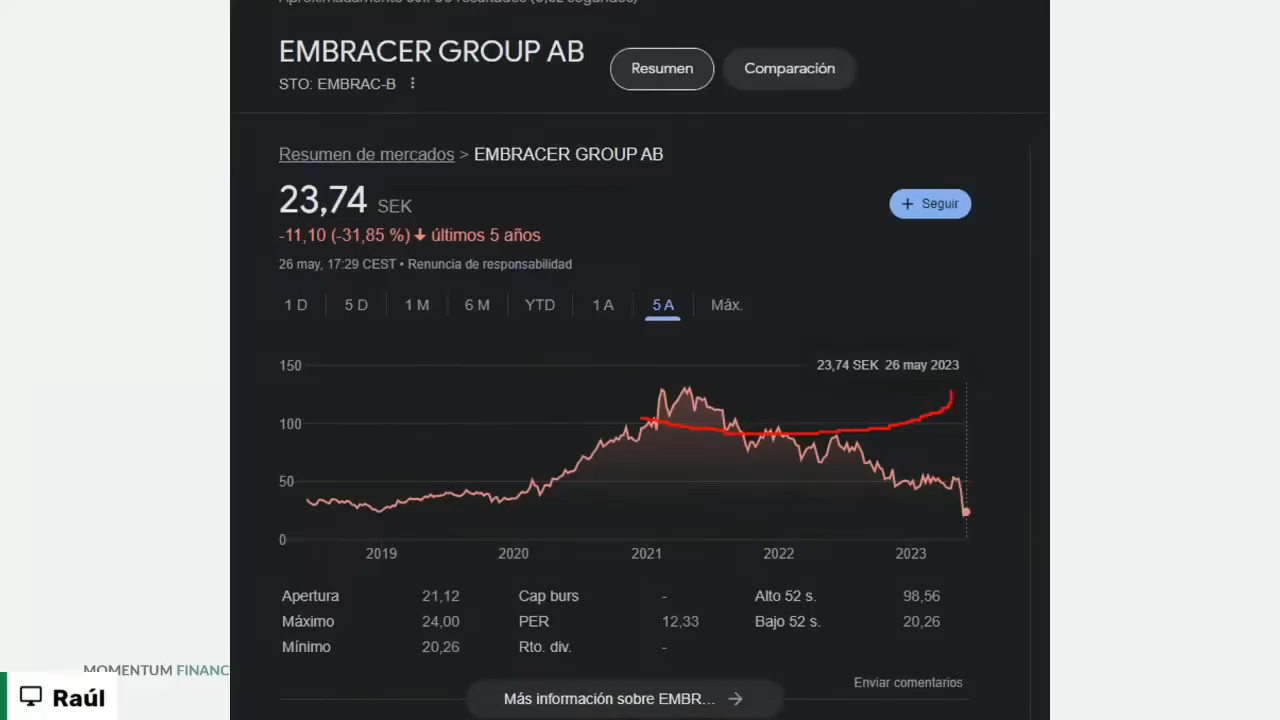 EMBRACER GROUP AB
Resumen
Comparación
STO: EMBRAC-B
Resumen de mercados > EMBRACER GROUP AB
23,74 SEK
+ Seguir
-11,10 (-31,85 %) últimos 5 años
26 may, 17:29 CEST • Renuncia de responsabilidad
1 D
5 D
1 M
6 M
YTD
1 A
5 A
Máx.
23,74 SEK 26 may 2023
150
100
50
0
2019
2020
2021
2022
2023
Apertura 21,12
Cap burs -
Alto 52 s. 98,56
Máximo 24,00
PER 12,33
Bajo 52 s. 20,26
Mínimo 20,26
Rto. div. -
MOMENTUM FINANC
Enviar comentarios
Raúl
Más información sobre EMBR...